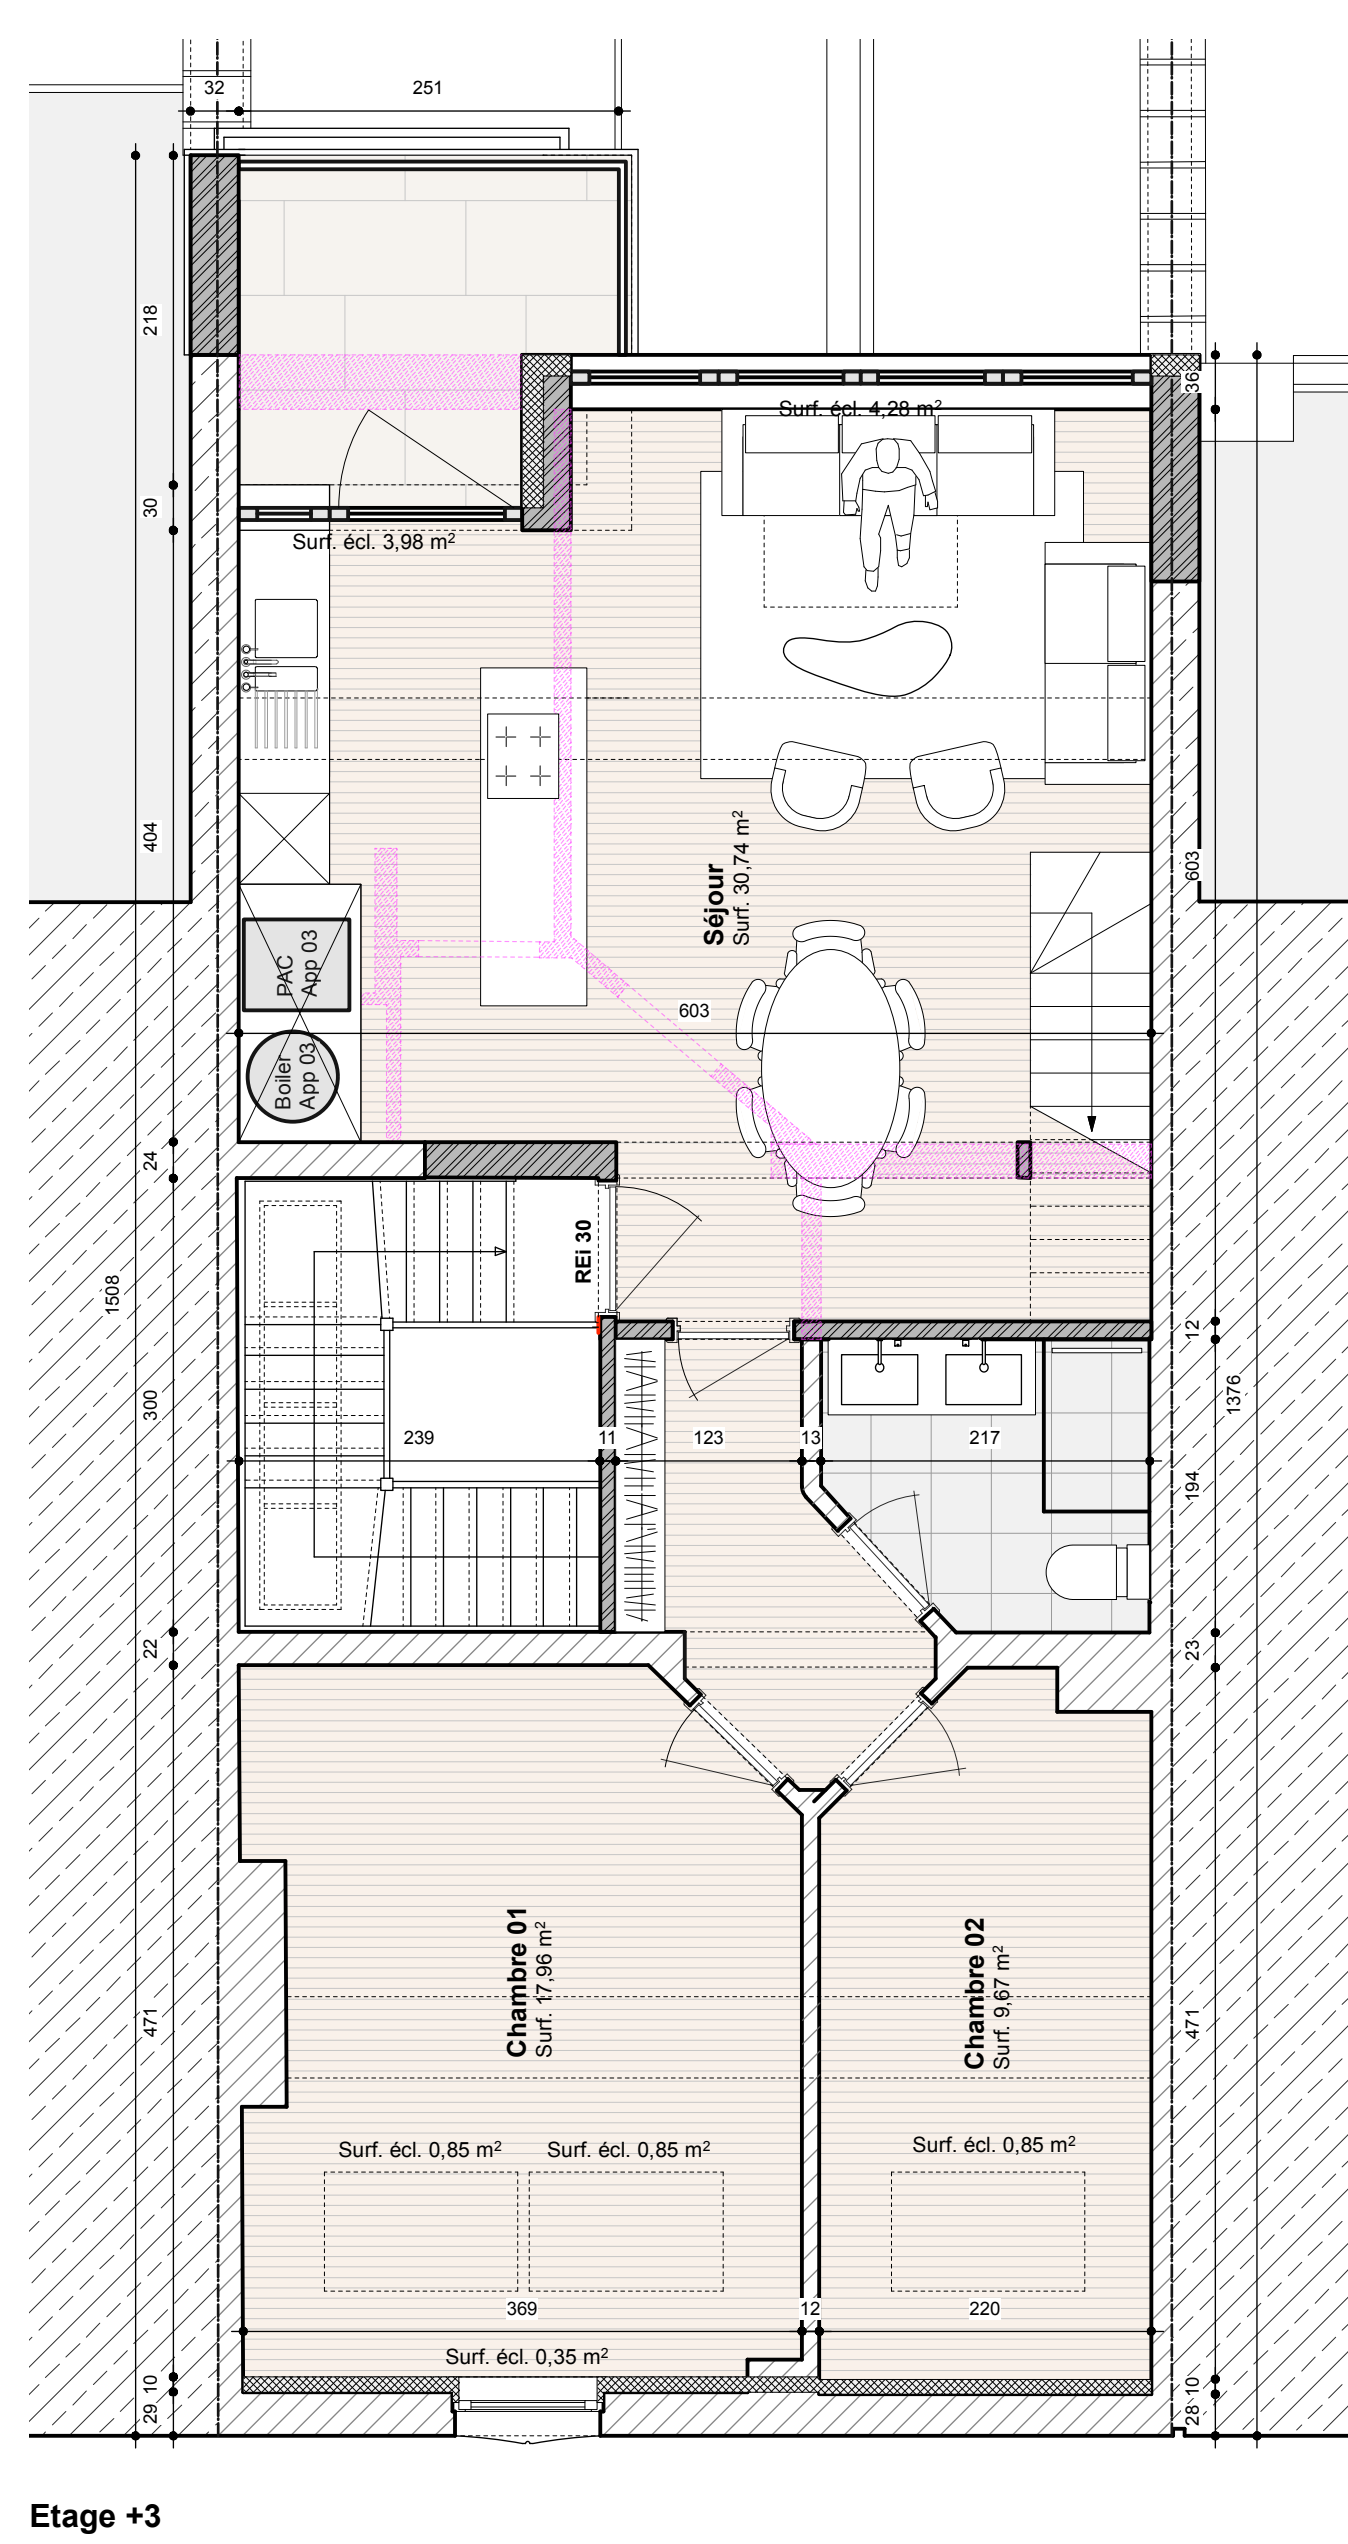 32
251
218
36
Surf. écl. 4,28 m²
30
Surf. écl. 3,98 m²
404
603
Séjour
Surf. 30,74 m²
PAC
App 03
603
Boiler
App 03
24
REi 30
1508
12
300
1376
239
11
123
13
217
194
22
23
Chambre 01
Surf. 17,96 m²
Chambre 02
Surf. 9,67 m²
471
471
Surf. écl. 0,85 m²
Surf. écl. 0,85 m²
Surf. écl. 0,85 m²
369
12
220
Surf. écl. 0,35 m²
10
10
29
28
Etage +3